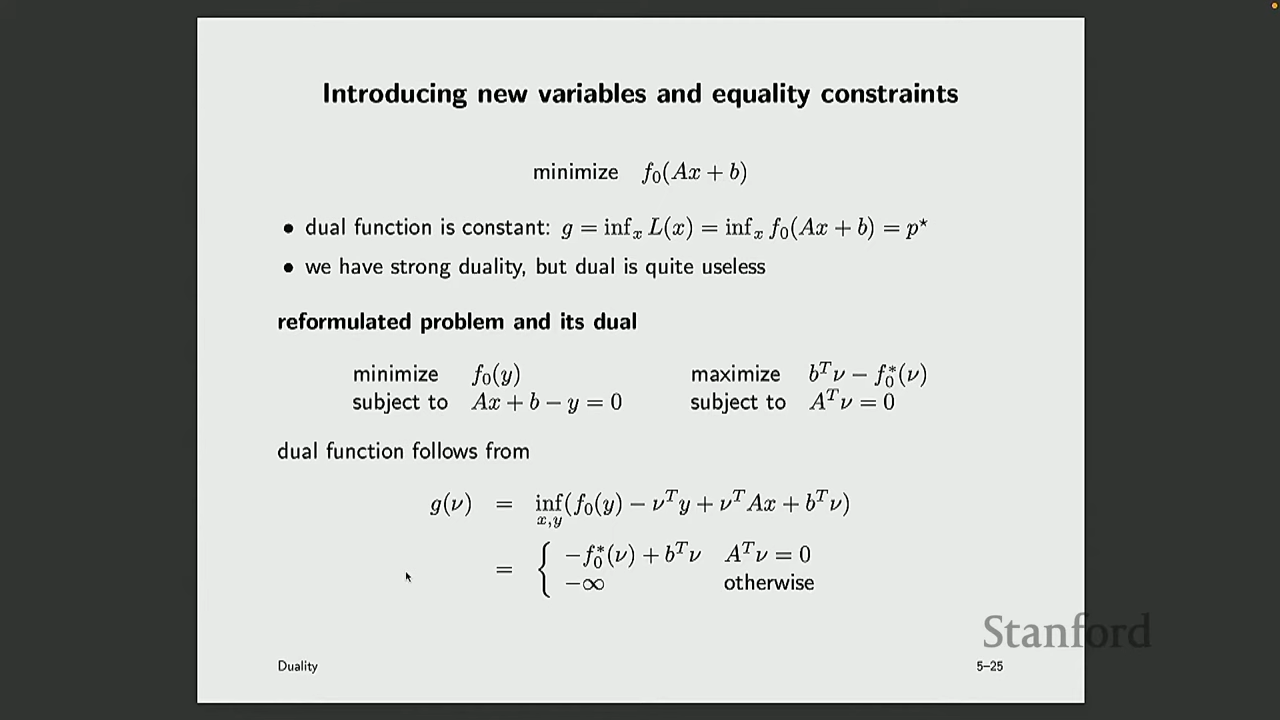 Introducing new variables and equality constraints
minimize f₀(Ax + b)
• dual function is constant: g = infₓ L(x) = infₓ f₀(Ax + b) = p⋆
• we have strong duality, but dual is quite useless
reformulated problem and its dual
minimize f₀(y) maximize bᵀν − f₀*(ν)
subject to Ax + b − y = 0 subject to Aᵀν = 0
dual function follows from
g(ν) = inf_{x,y}(f₀(y) − νᵀy + νᵀAx + bᵀν)
= { −f₀*(ν) + bᵀν Aᵀν = 0
−∞ otherwise
Stanford
Duality 5–25